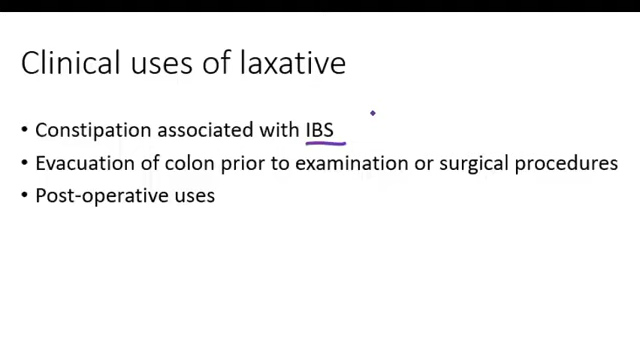 Clinical uses of laxative
• Constipation associated with IBS
• Evacuation of colon prior to examination or surgical procedures
• Post-operative uses